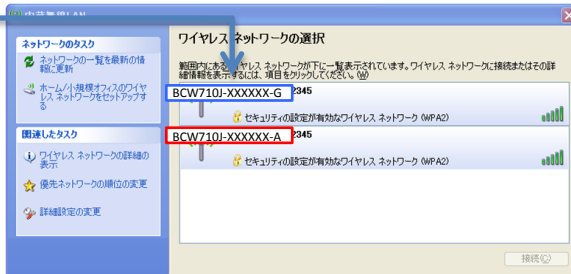 内蔵無線LAN
ネットワークのタスク
ネットワークの一覧を最新の情
報に更新
ホーム/小規模オフィスのワイヤ
レス ネットワークをセットアップす
る
関連したタスク
ワイヤレス ネットワークの詳細の
表示
優先ネットワークの順位の変更
詳細設定の変更
ワイヤレス ネットワークの選択
範囲内にある ワイヤレス ネットワークが下に一覧表示されています。ワイヤレス ネットワークに接続またはその詳
細情報を表示するには、項目をクリックしてください。(W)
BCW710J-XXXXXX-G 2345
セキュリティの設定が有効なワイヤレス ネットワーク (WPA2)
BCW710J-XXXXXX-A 2345
セキュリティの設定が有効なワイヤレス ネットワーク (WPA2)
接続(C)